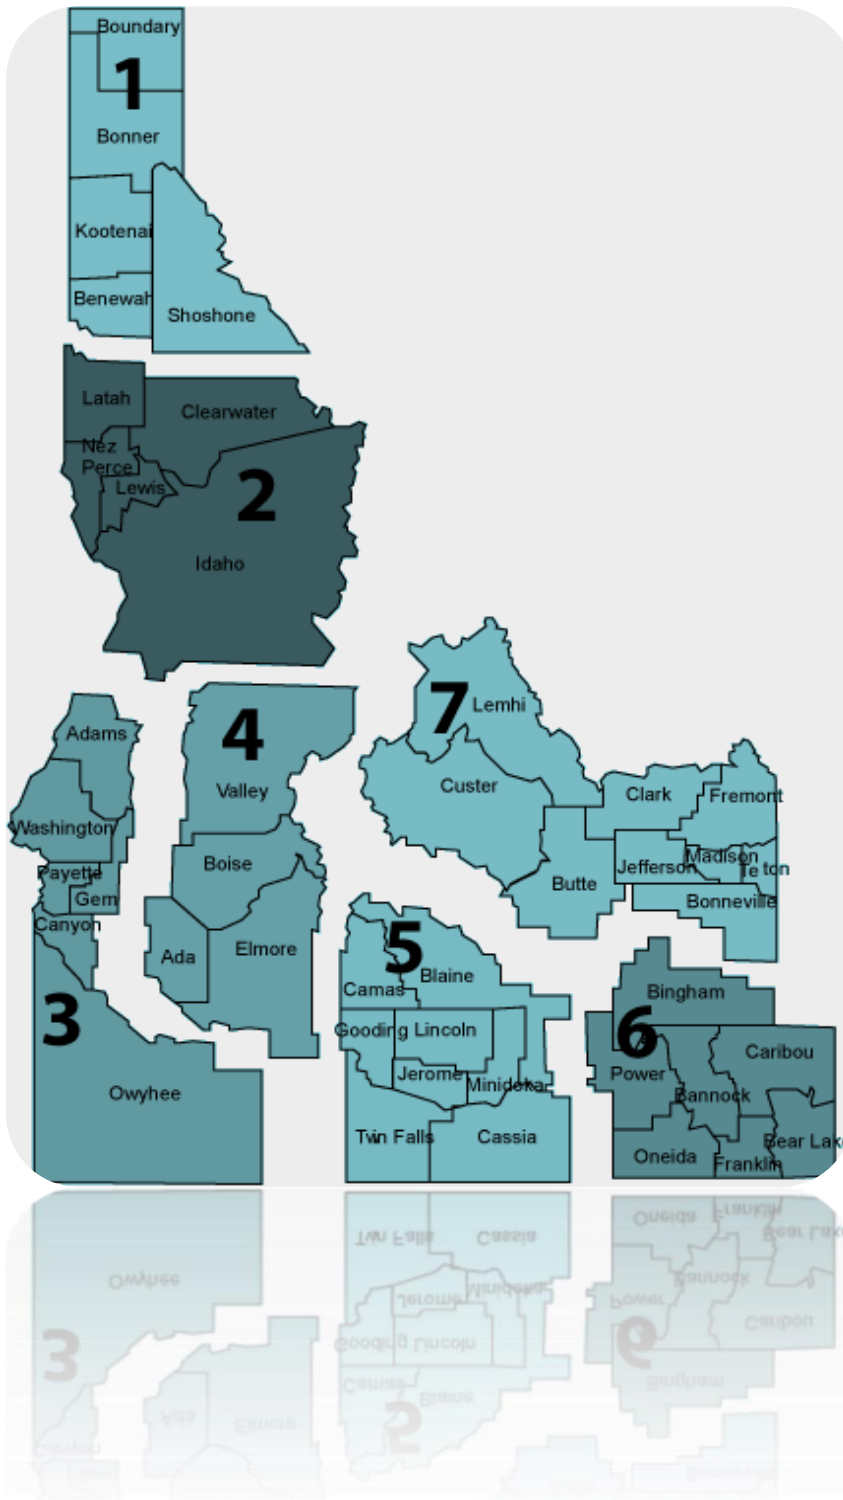 Boundary
1
Bonner
Kootenai
Benewah
Shoshone
Latah
Clearwater
Nez
Perce
Lewis
2
Idaho
7
Lemhi
Adams
4
Valley
Custer
Clark
Fremont
Washington
Boise
Madison
Jefferson
Teton
Payette
Butte
Gem
Bonneville
Canyon
Ada
Elmore
5
Blaine
Camas
Bingham
3
6
Gooding
Lincoln
Caribou
Jerome
Power
Minidoka
Owyhee
Bannock
Twin Falls
Cassia
Bear Lake
Oneida
Franklin